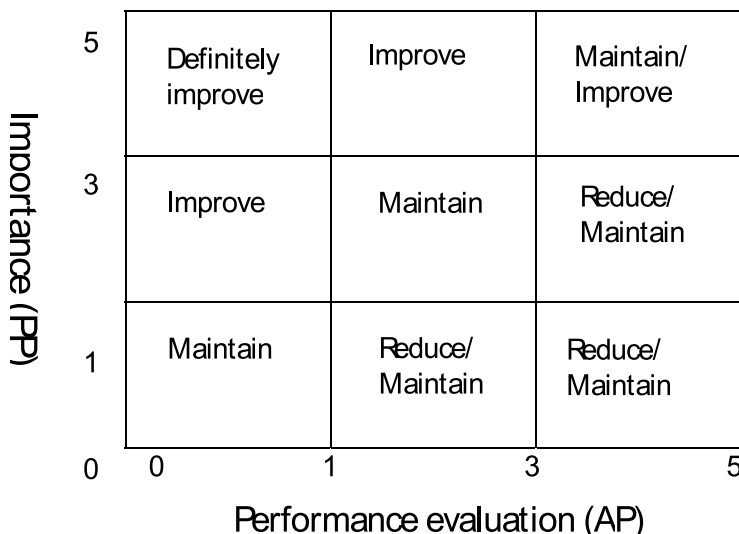 5
Definitely
improve
Improve
Maintain/
Improve
Importance (PP)
3
Improve
Maintain
Reduce/
Maintain
1
Maintain
Reduce/
Maintain
Reduce/
Maintain
0
0
1
3
5
Performance evaluation (AP)